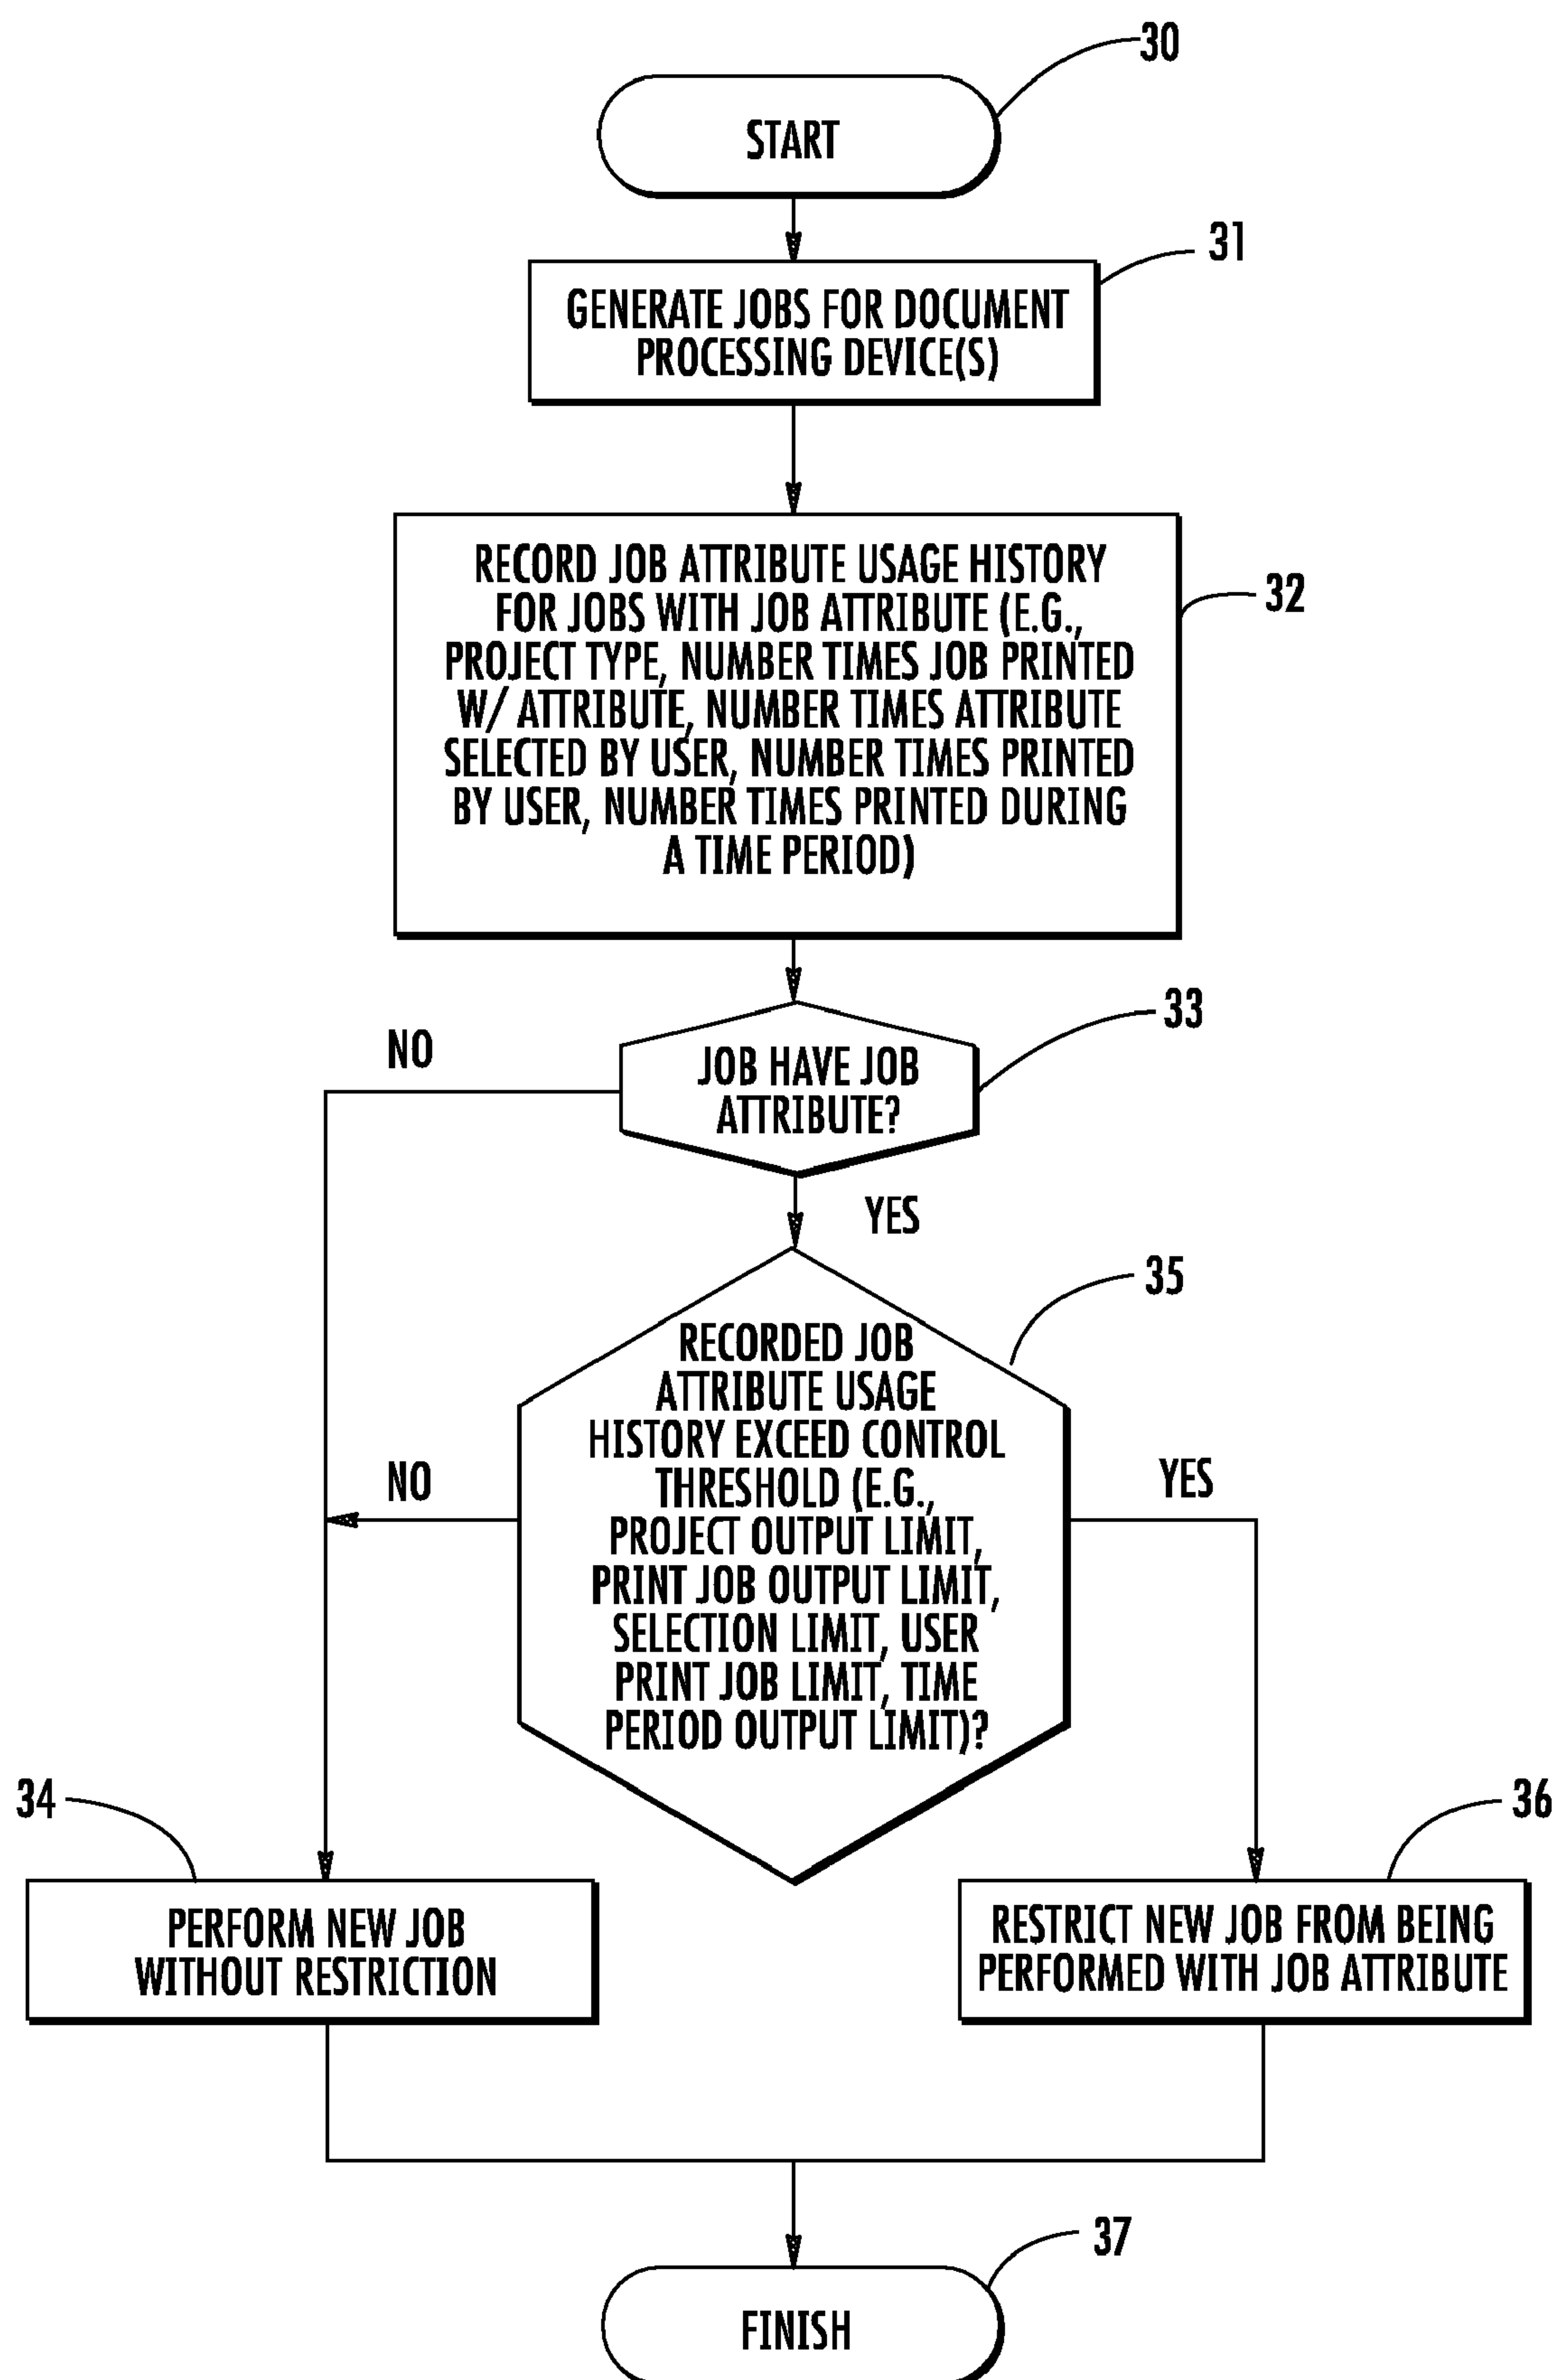 30
START
31
GENERATE JOBS FOR DOCUMENT
PROCESSING DEVICE(S)
32
RECORD JOB ATTRIBUTE USAGE HISTORY
FOR JOBS WITH JOB ATTRIBUTE (E.G.,
PROJECT TYPE, NUMBER TIMES JOB PRINTED
W/ ATTRIBUTE, NUMBER TIMES ATTRIBUTE
SELECTED BY USER, NUMBER TIMES PRINTED
BY USER, NUMBER TIMES PRINTED DURING
A TIME PERIOD)
33
NO
JOB HAVE JOB
ATTRIBUTE?
YES
35
RECORDED JOB
ATTRIBUTE USAGE
HISTORY EXCEED CONTROL
THRESHOLD (E.G.,
PROJECT OUTPUT LIMIT,
PRINT JOB OUTPUT LIMIT,
SELECTION LIMIT, USER
PRINT JOB LIMIT, TIME
PERIOD OUTPUT LIMIT)?
NO
YES
34
PERFORM NEW JOB
WITHOUT RESTRICTION
36
RESTRICT NEW JOB FROM BEING
PERFORMED WITH JOB ATTRIBUTE
37
FINISH